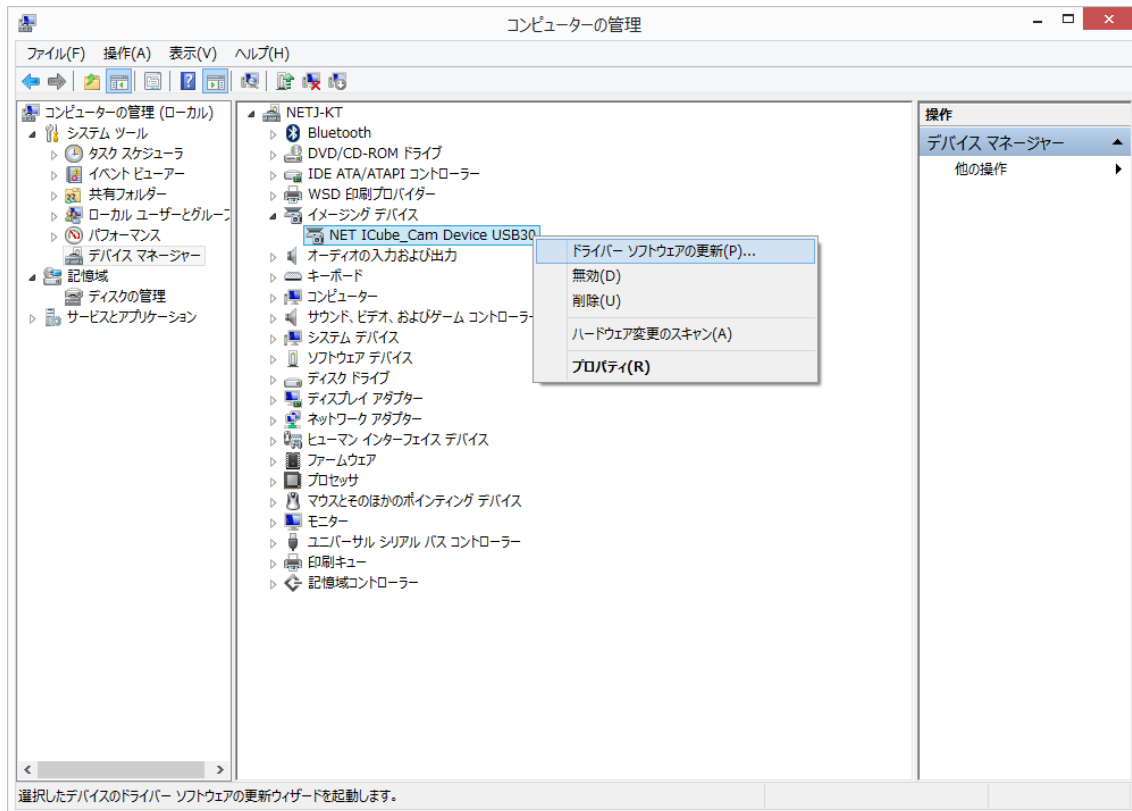 コンピューターの管理
ファイル(F) 操作(A) 表示(V) ヘルプ(H)
コンピューターの管理 (ローカル)
システム ツール
タスク スケジューラ
イベント ビューアー
共有フォルダー
ローカル ユーザーとグループ
パフォーマンス
デバイス マネージャー
記憶域
ディスクの管理
サービスとアプリケーション
NETJ-KT
Bluetooth
DVD/CD-ROM ドライブ
IDE ATA/ATAPI コントローラー
WSD 印刷プロバイダー
イメージング デバイス
NET ICube_Cam Device USB30
オーディオの入力および出力
キーボード
コンピューター
サウンド、ビデオ、およびゲーム コントローラー
システム デバイス
ソフトウェア デバイス
ディスク ドライブ
ディスプレイ アダプター
ネットワーク アダプター
ヒューマン インターフェイス デバイス
ファームウェア
プロセッサ
マウスとそのほかのポインティング デバイス
モニター
ユニバーサル シリアル バス コントローラー
印刷キュー
記憶域コントローラー
ドライバー ソフトウェアの更新(P)...
無効(D)
削除(U)
ハードウェア変更のスキャン(A)
プロパティ(R)
操作
デバイス マネージャー
他の操作
選択したデバイスのドライバー ソフトウェアの更新ウィザードを起動します。